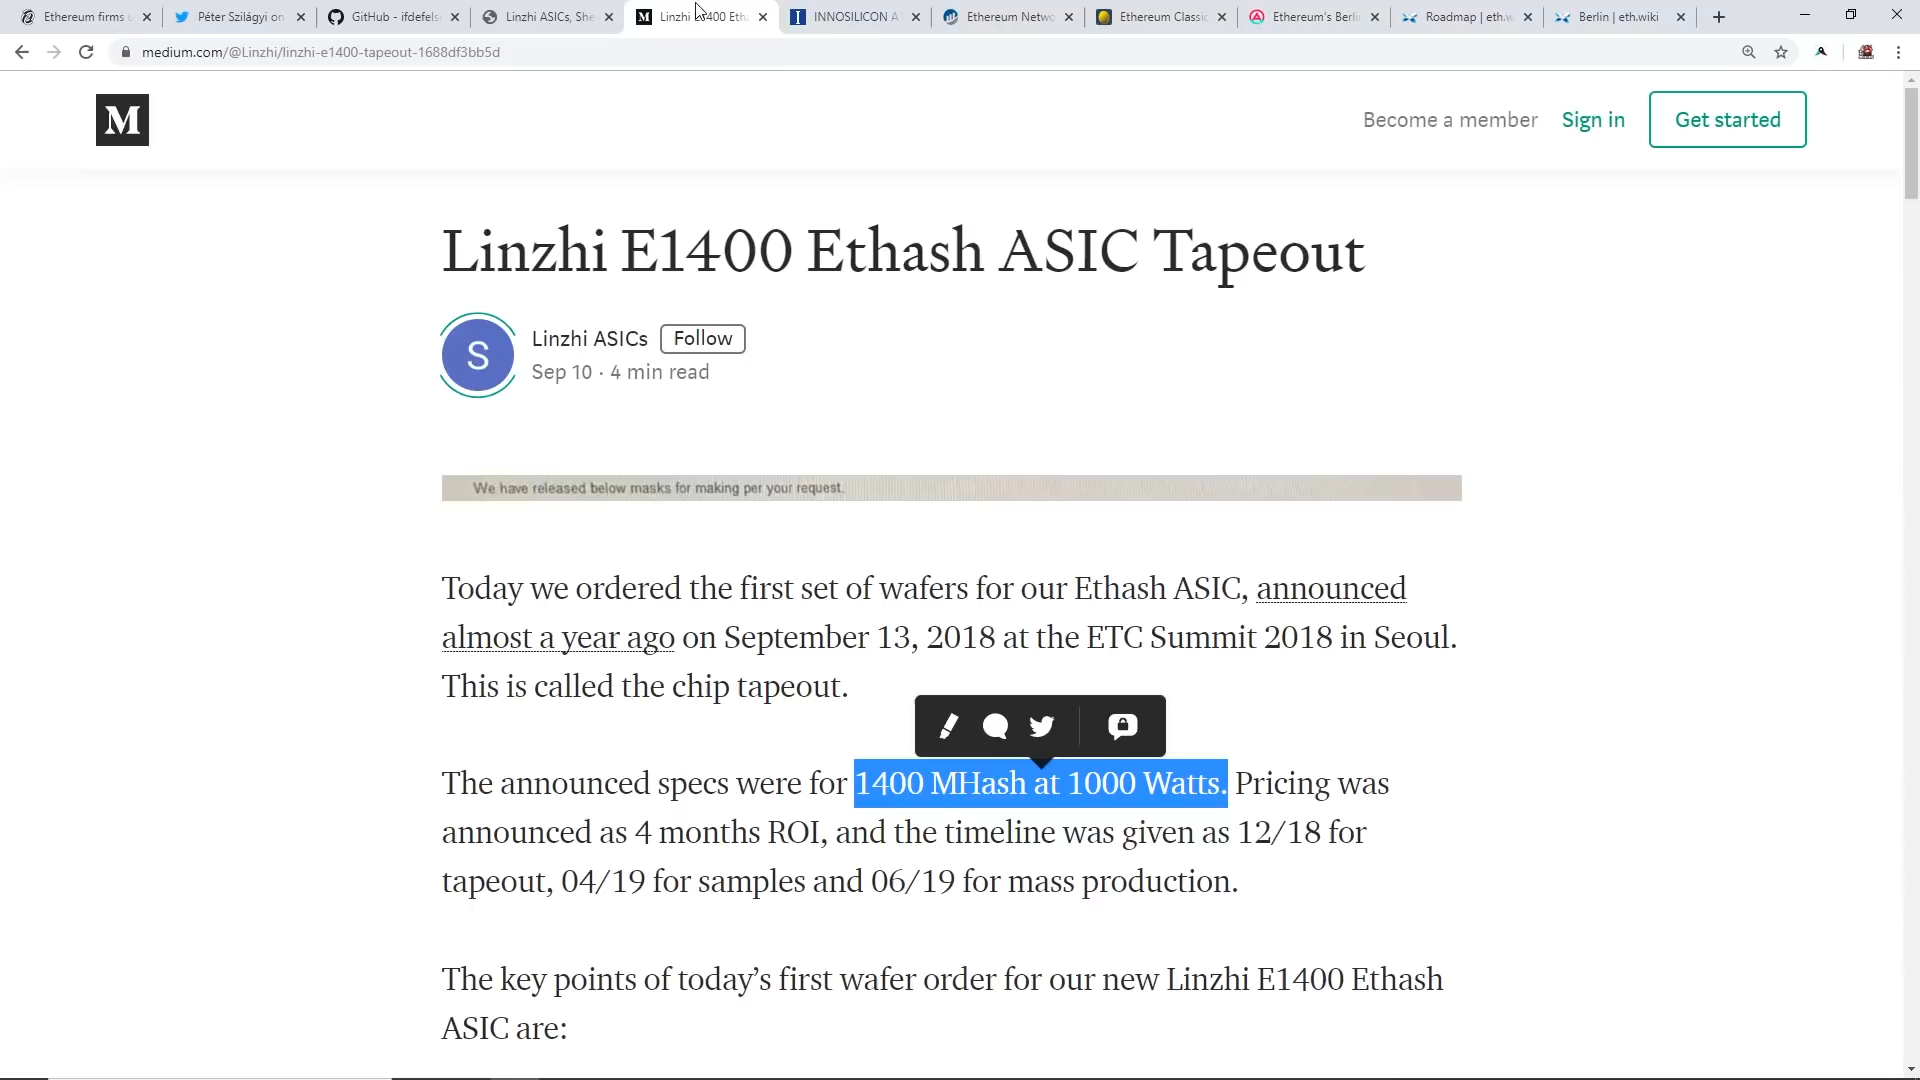 Ethereum firms
Péter Szilágyi on
GitHub - ifdefels
Linzhi ASICs, She
Linzhi E1400 Eth
INNOSILICON A
Ethereum Netwo
Ethereum Classic
Ethereum's Berli
Roadmap | eth.w
Berlin | eth.wiki
medium.com/@Linzhi/linzhi-e1400-tapeout-1688df3bb5d
M
Become a member
Sign in
Get started
Linzhi E1400 Ethash ASIC Tapeout
S
Linzhi ASICs
Follow
Sep 10 · 4 min read
We have released below masks for making per your request.
Today we ordered the first set of wafers for our Ethash ASIC, announced
almost a year ago on September 13, 2018 at the ETC Summit 2018 in Seoul.
This is called the chip tapeout.
The announced specs were for 1400 MHash at 1000 Watts. Pricing was
announced as 4 months ROI, and the timeline was given as 12/18 for
tapeout, 04/19 for samples and 06/19 for mass production.
The key points of today’s first wafer order for our new Linzhi E1400 Ethash
ASIC are: